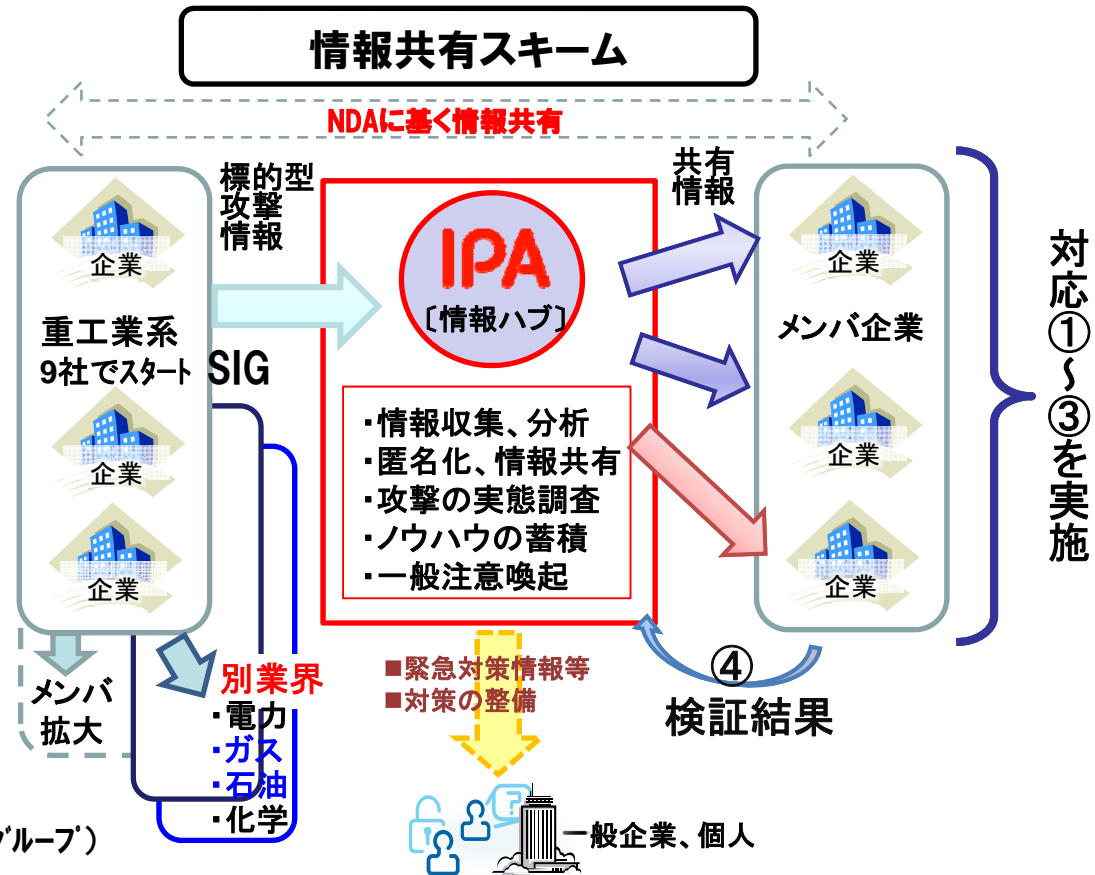 情報共有スキーム
NDAに基く情報共有
標的型
攻撃
情報
共有
情報
企業
重工業系
9社でスタート
SIG
企業
企業
IPA
〔情報ハブ〕
・情報収集、分析
・匿名化、情報共有
・攻撃の実態調査
・ノウハウの蓄積
・一般注意喚起
企業
メンバ企業
企業
企業
対応①～③を実施
メンバ
拡大
別業界
・電力
・ガス
・石油
・化学
■緊急対策情報等
■対策の整備
④
検証結果
?
一般企業、個人
グループ）